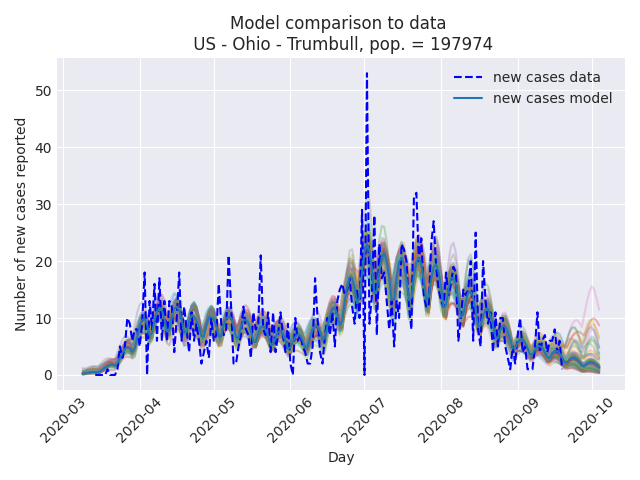 Model comparison to data
US - Ohio - Trumbull, pop. = 197974
new cases data
new cases model
Number of new cases reported
50
40
30
20
10
0
2020-03
2020-04
2020-05
2020-06
2020-07
2020-08
2020-09
2020-10
Day